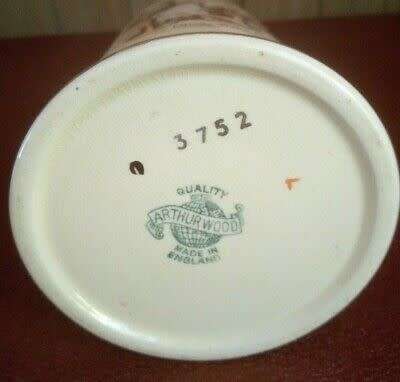 3752
QUALITY
ARTHUR WOOD
MADE IN
ENGLAND